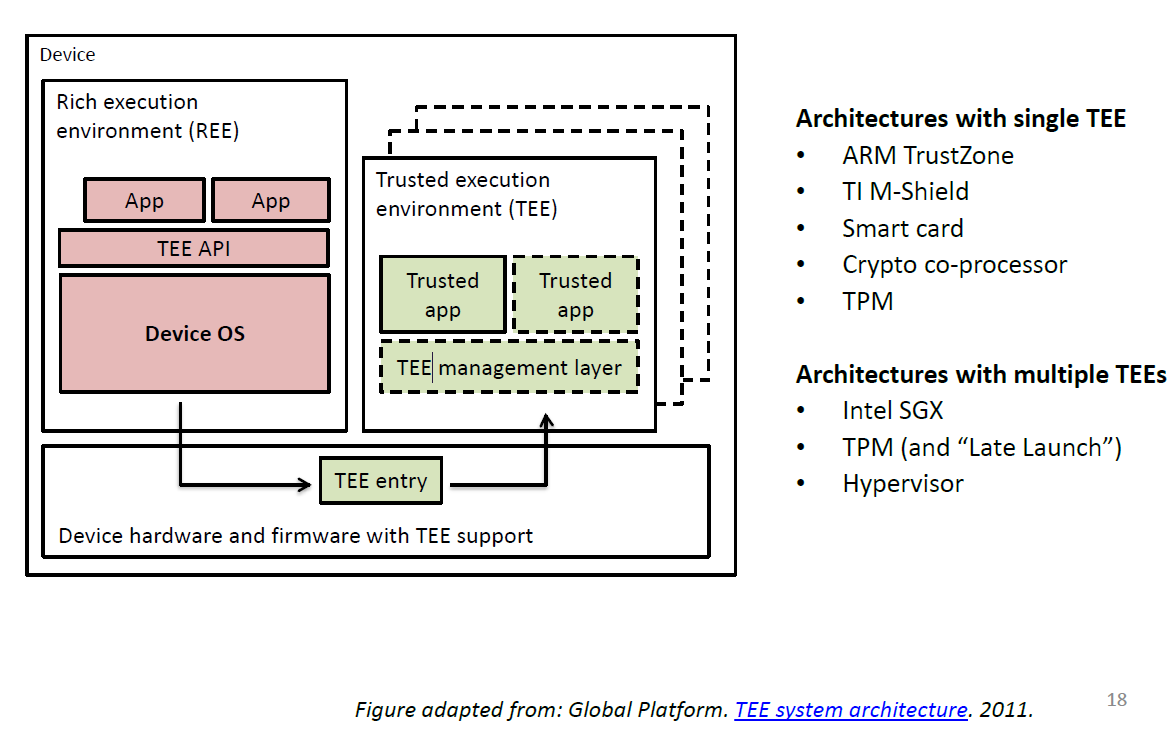 Device
Rich execution
environment (REE)
App
App
TEE API
Device OS
Trusted execution
environment (TEE)
Trusted
app
Trusted
app
TEE management layer
TEE entry
Device hardware and firmware with TEE support
Architectures with single TEE
• ARM TrustZone
• TI M-Shield
• Smart card
• Crypto co-processor
• TPM
Architectures with multiple TEEs
• Intel SGX
• TPM (and “Late Launch”)
• Hypervisor
Figure adapted from: Global Platform. TEE system architecture. 2011.
18